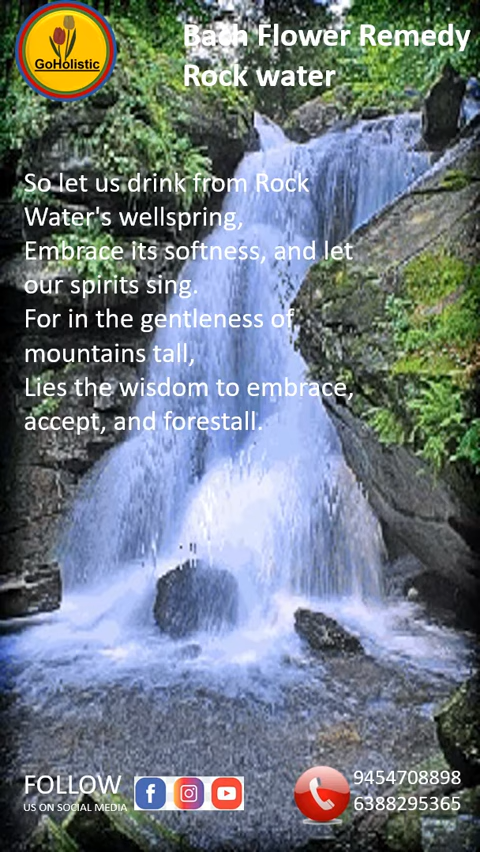 GoHolistic
Bach Flower Remedy
Rock water
So let us drink from Rock
Water's wellspring,
Embrace its softness, and let
our spirits sing.
For in the gentleness of
mountains tall,
Lies the wisdom to embrace,
accept, and forestall.
FOLLOW
US ON SOCIAL MEDIA
9454708898
6388295365